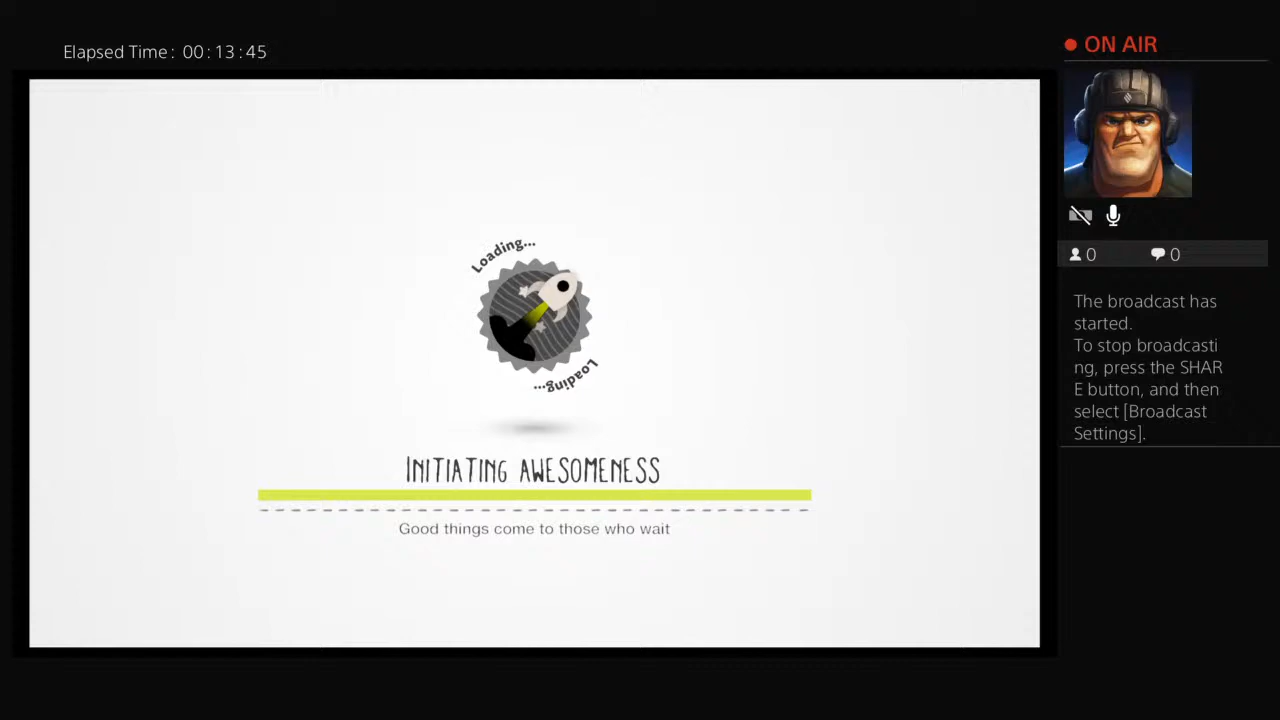 Elapsed Time: 00:13:45
ON AIR
0 0
The broadcast has
started.
To stop broadcasti
ng, press the SHAR
E button, and then
select [Broadcast
Settings].
Loading...
Loading...
INITIATING AWESOMENESS
Good things come to those who wait